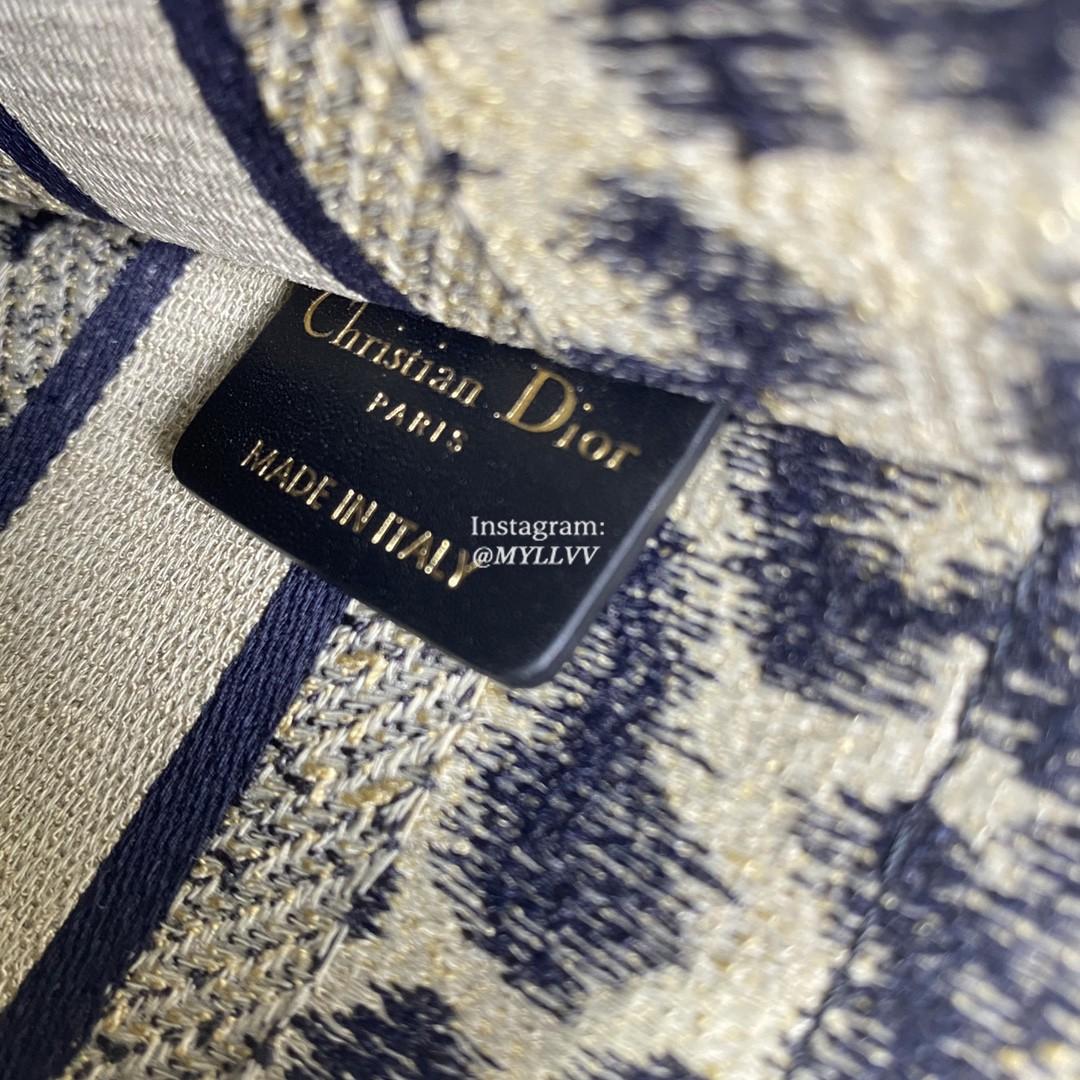 Christian Dior
PARIS
MADE IN ITALY
Instagram:
@MYLLVV